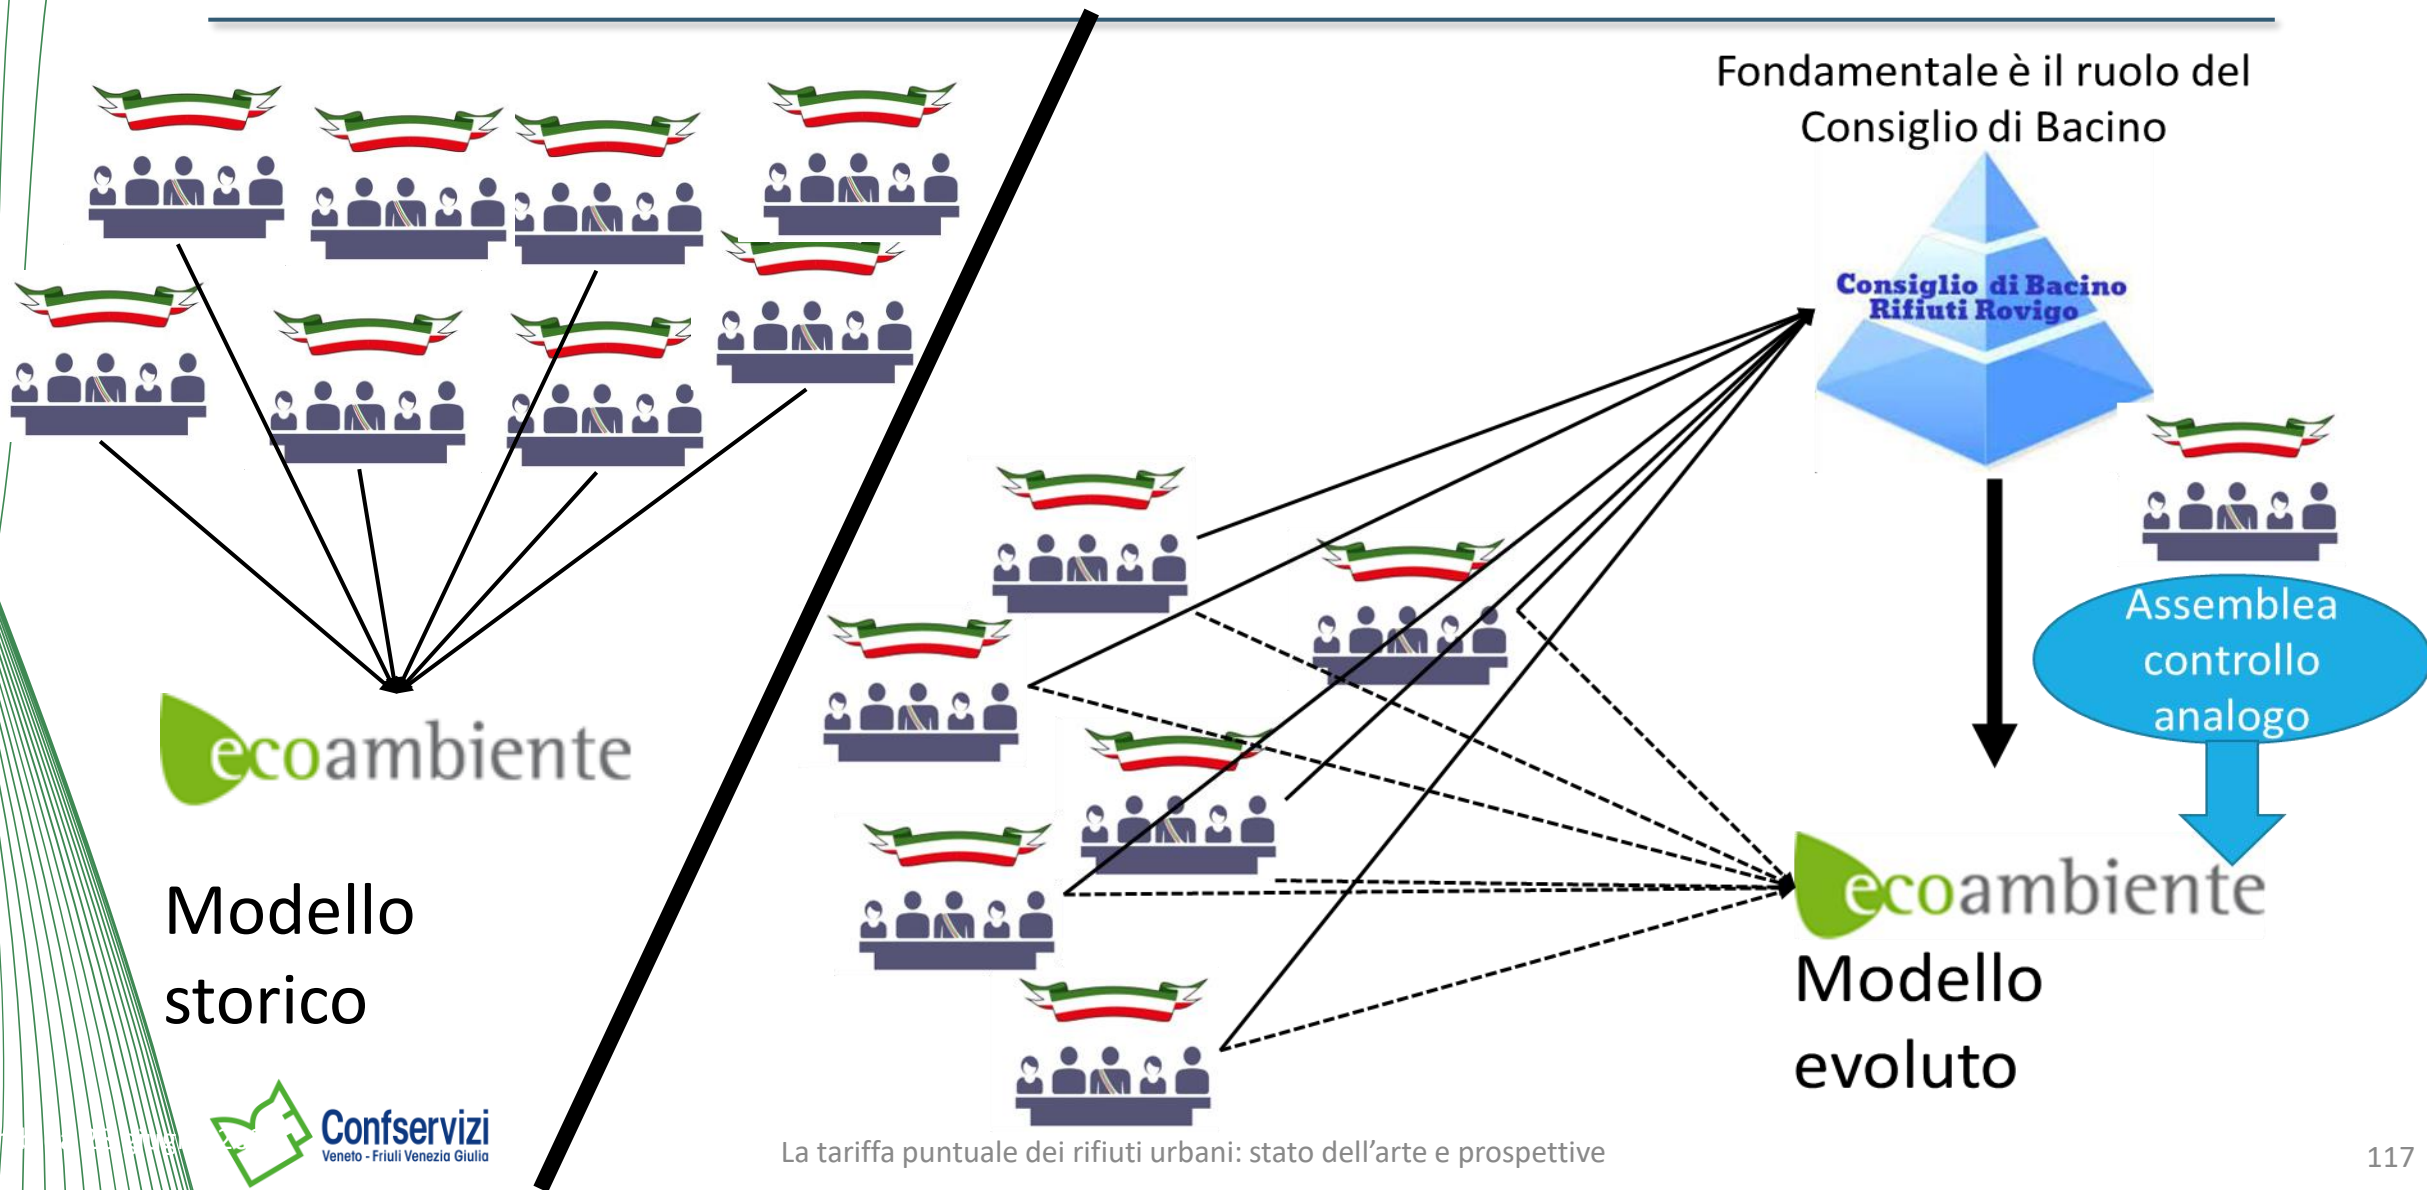 Fondamentale è il ruolo del
Consiglio di Bacino
Consiglio di Bacino
Rifiuti Rovigo
Assemblea
controllo
analogo
ecoambiente
Modello
storico
ecoambiente
Modello
evoluto
Confservizi
Veneto - Friuli Venezia Giulia
La tariffa puntuale dei rifiuti urbani: stato dell'arte e prospettive
117